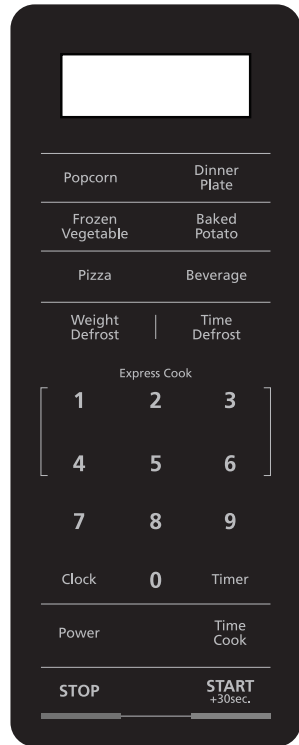 Popcorn
Dinner
Plate
Frozen
Vegetable
Baked
Potato
Pizza
Beverage
Weight
Defrost
Time
Defrost
Express Cook
1 2 3
4 5 6
7 8 9
Clock 0 Timer
Power
Time
Cook
STOP
START
+30sec.